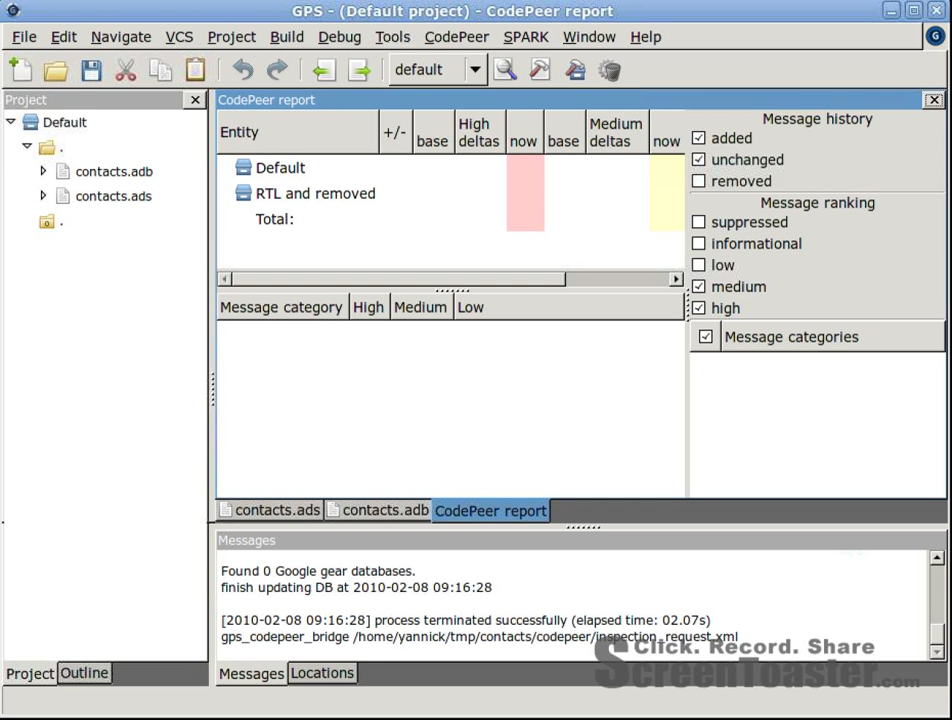 GPS - (Default project) - CodePeer report
File Edit Navigate VCS Project Build Debug Tools CodePeer SPARK Window Help
default
Project
Default
.
contacts.adb
contacts.ads
.
Project Outline
CodePeer report
Entity +/- base High deltas now base Medium deltas now
Default
RTL and removed
Total:
Message category High Medium Low
Message history
added
unchanged
removed
Message ranking
suppressed
informational
low
medium
high
Message categories
contacts.ads contacts.adb CodePeer report
Messages
Found 0 Google gear databases.
finish updating DB at 2010-02-08 09:16:28
[2010-02-08 09:16:28] process terminated successfully (elapsed time: 02.07s)
gps_codepeer_bridge /home/yannick/tmp/contacts/codepeer/inspection_request.xml
Messages Locations
Click. Record. Share
ScreenToaster.com